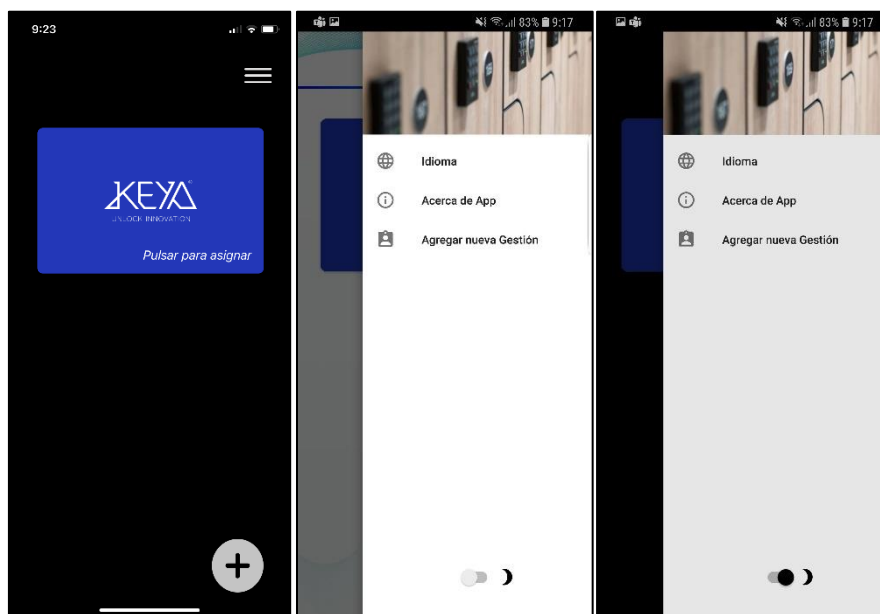 9:23
KEYA
UNLOCK INNOVATION
Pulsar para asignar
83% 9:17
Idioma
Acerca de App
Agregar nueva Gestión
83% 9:17
Idioma
Acerca de App
Agregar nueva Gestión